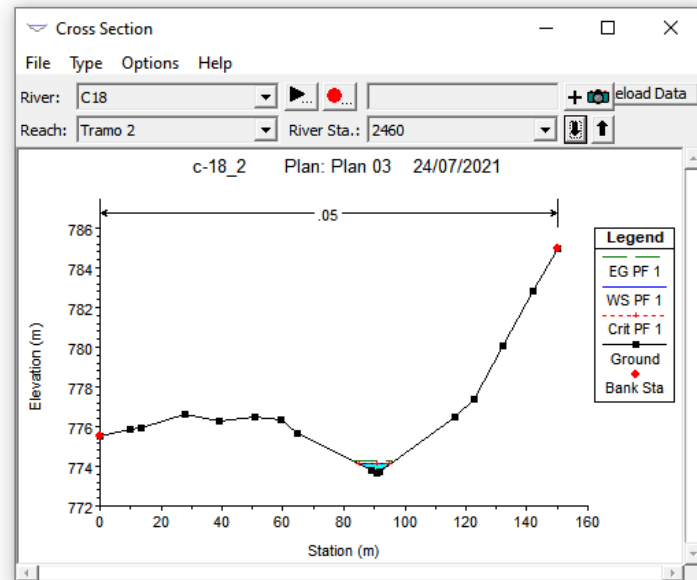 Cross Section
File Type Options Help
River: C18 ... ... + eload Data
Reach: Tramo 2 River Sta.: 2460
c-18_2 Plan: Plan 03 24/07/2021
.05
786
784
782
780
778
776
774
772
Elevation (m)
0 20 40 60 80 100 120 140 160
Station (m)
Legend
EG PF 1
WS PF 1
Crit PF 1
Ground
Bank Sta